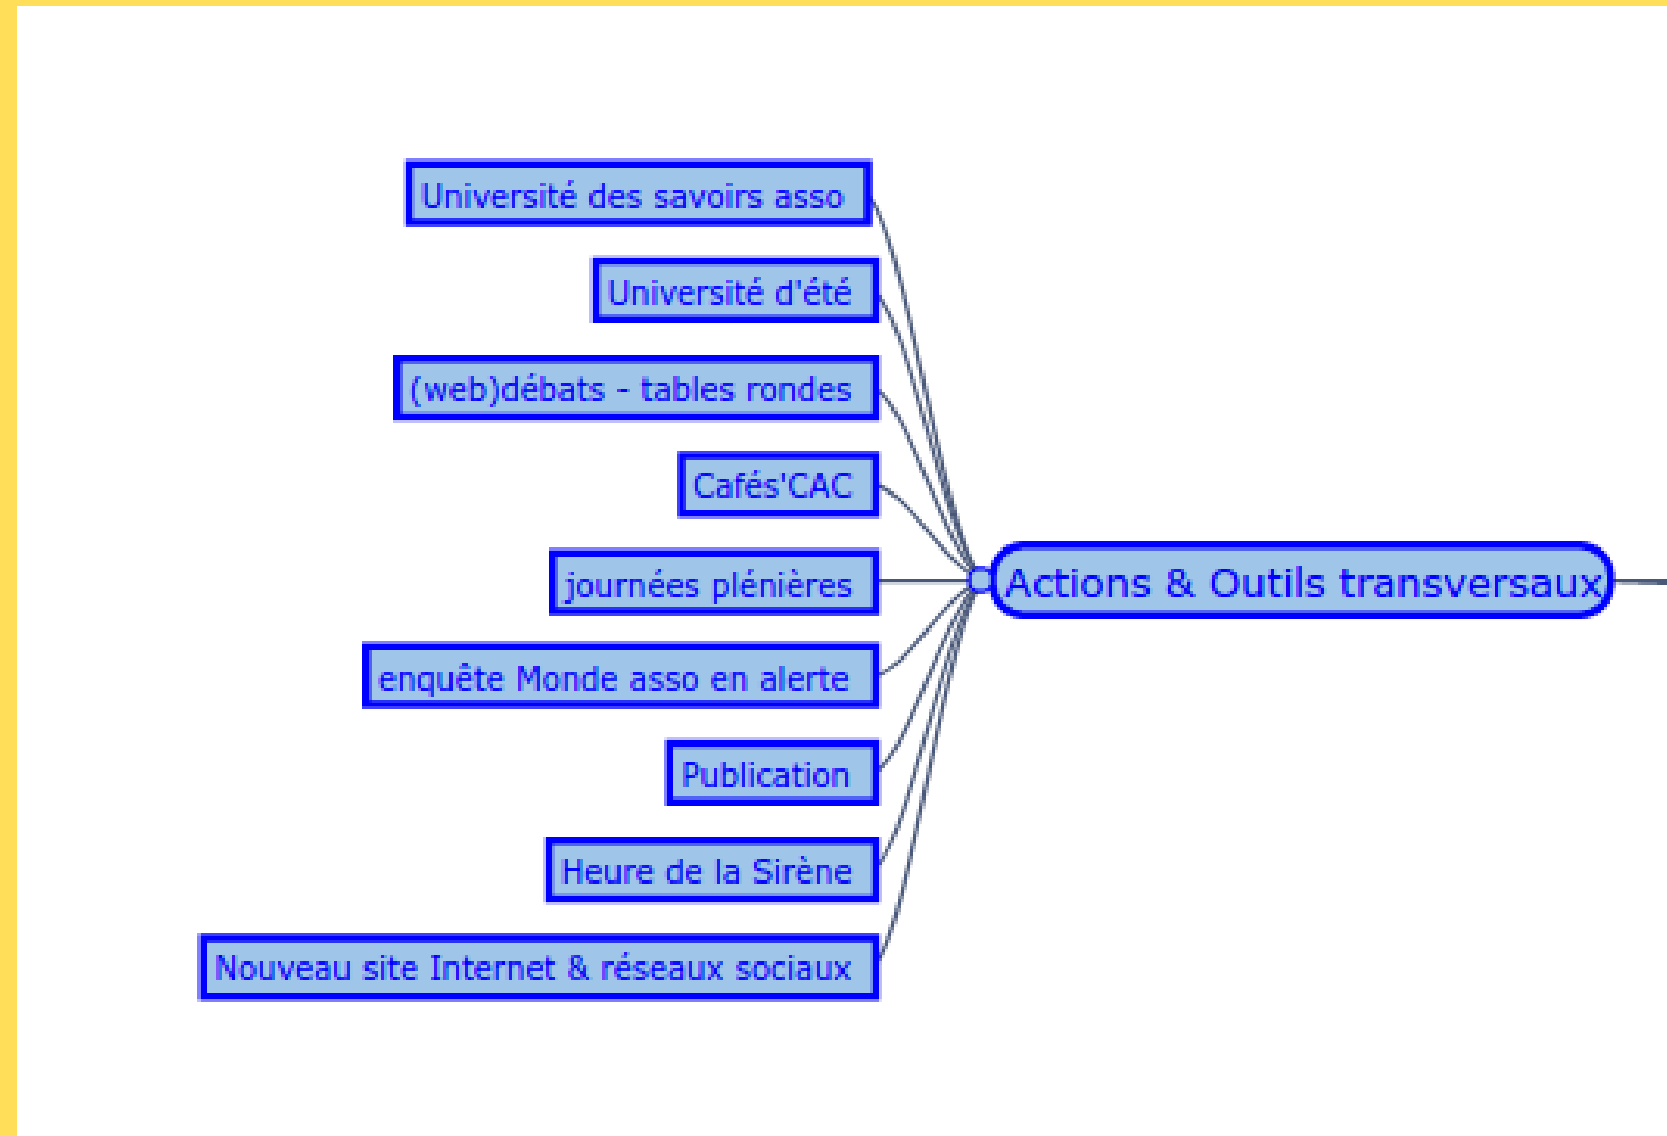 Université des savoirs asso
Université d'été
(web)débats - tables rondes
Cafés'CAC
journées plénières
Actions & Outils transversaux
enquête Monde asso en alerte
Publication
Heure de la Sirène
Nouveau site Internet & réseaux sociaux